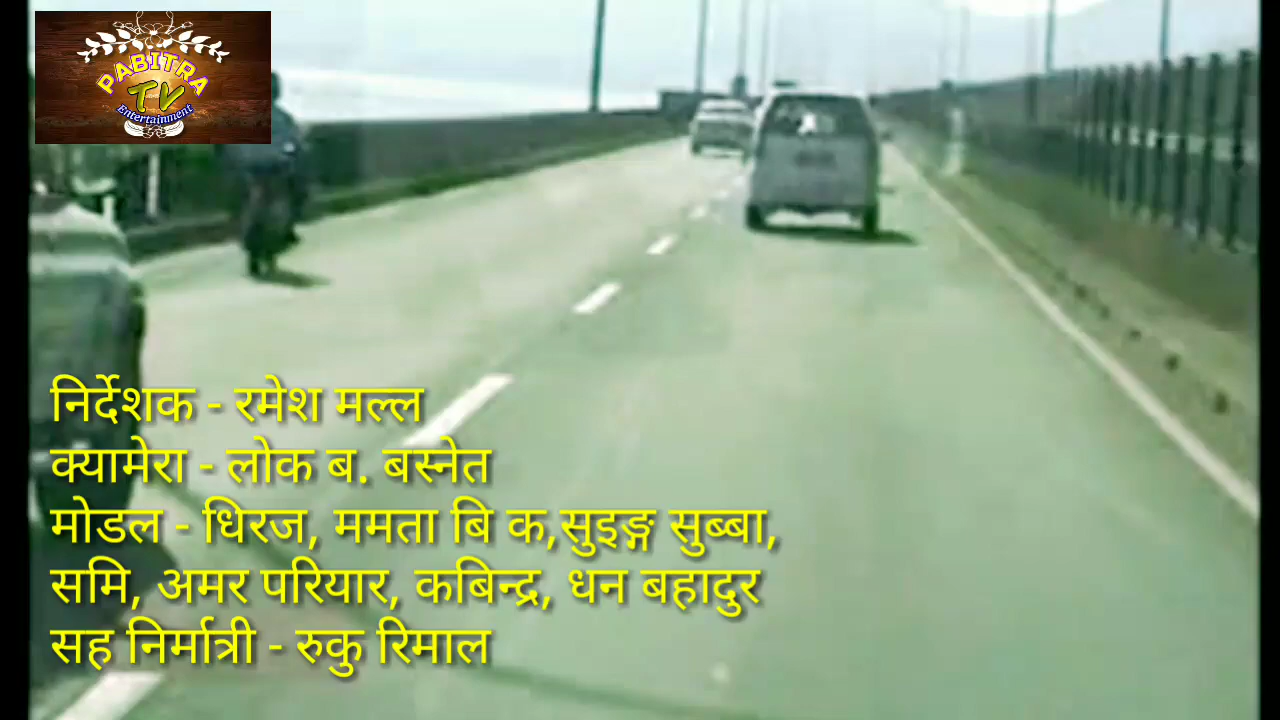 PABITRA
TV
Entertainment
निर्देशक - रमेश मल्ल
क्यामेरा - लोक ब. बस्नेत
मोडल - धिरज, ममता बि क,सुइङ्ग सुब्बा,
समि, अमर परियार, कबिन्द्र, धन बहादुर
सह निर्मात्री - रुकु रिमाल